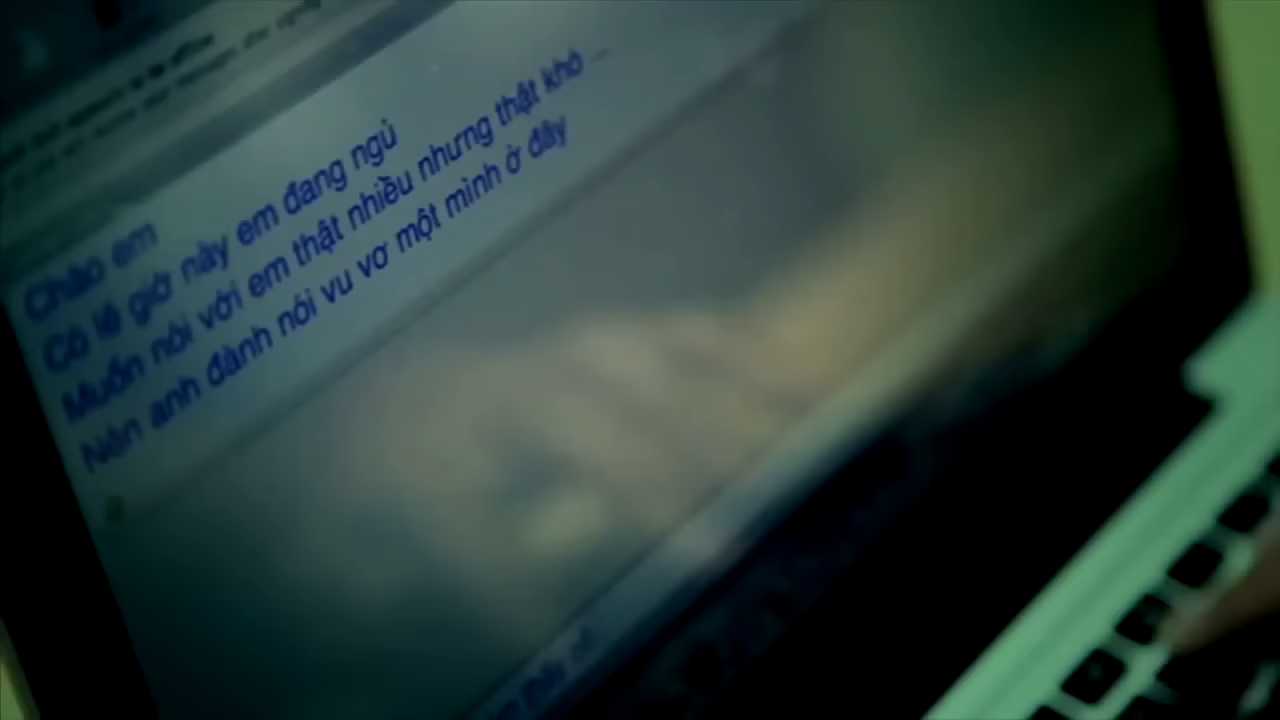 Chào em
Có lẽ giờ này em đang ngủ
Muốn nói với em thật nhiều nhưng thật khó ...
Nên anh đành nói vu vơ một mình ở đây